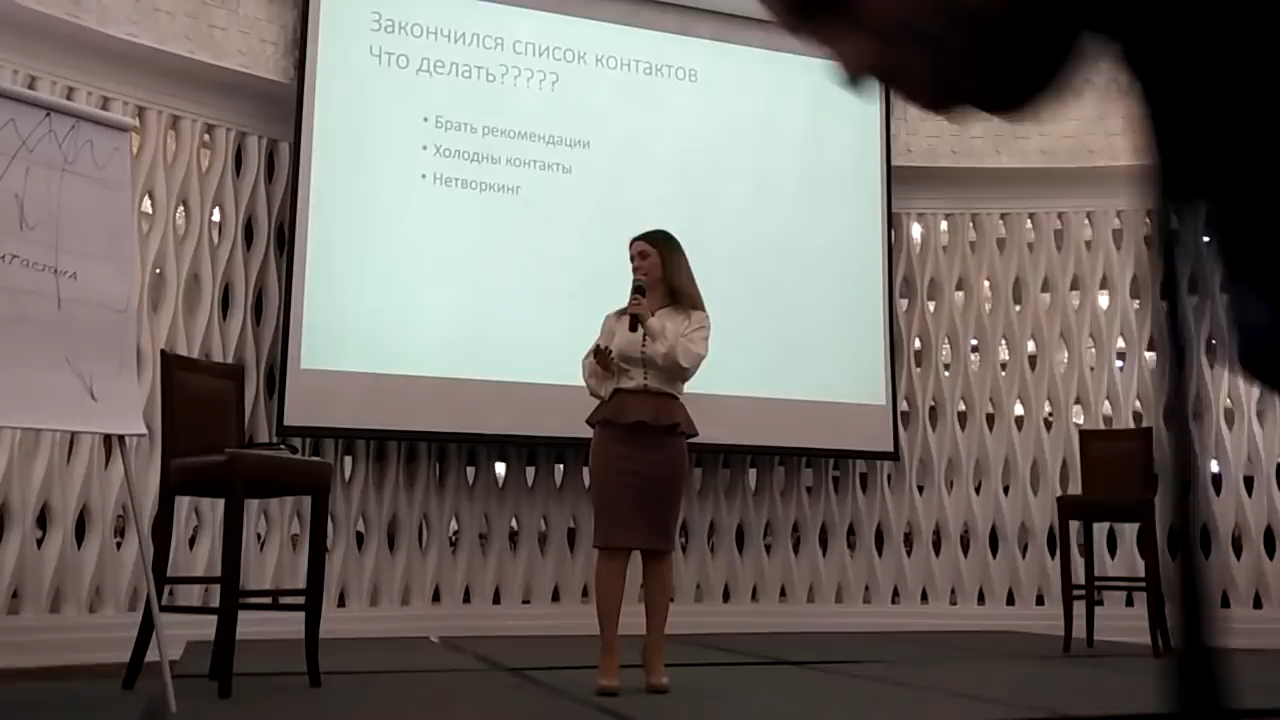 Закончился список контактов
Что делать?????
• Брать рекомендации
• Холодны контакты
• Нетворкинг